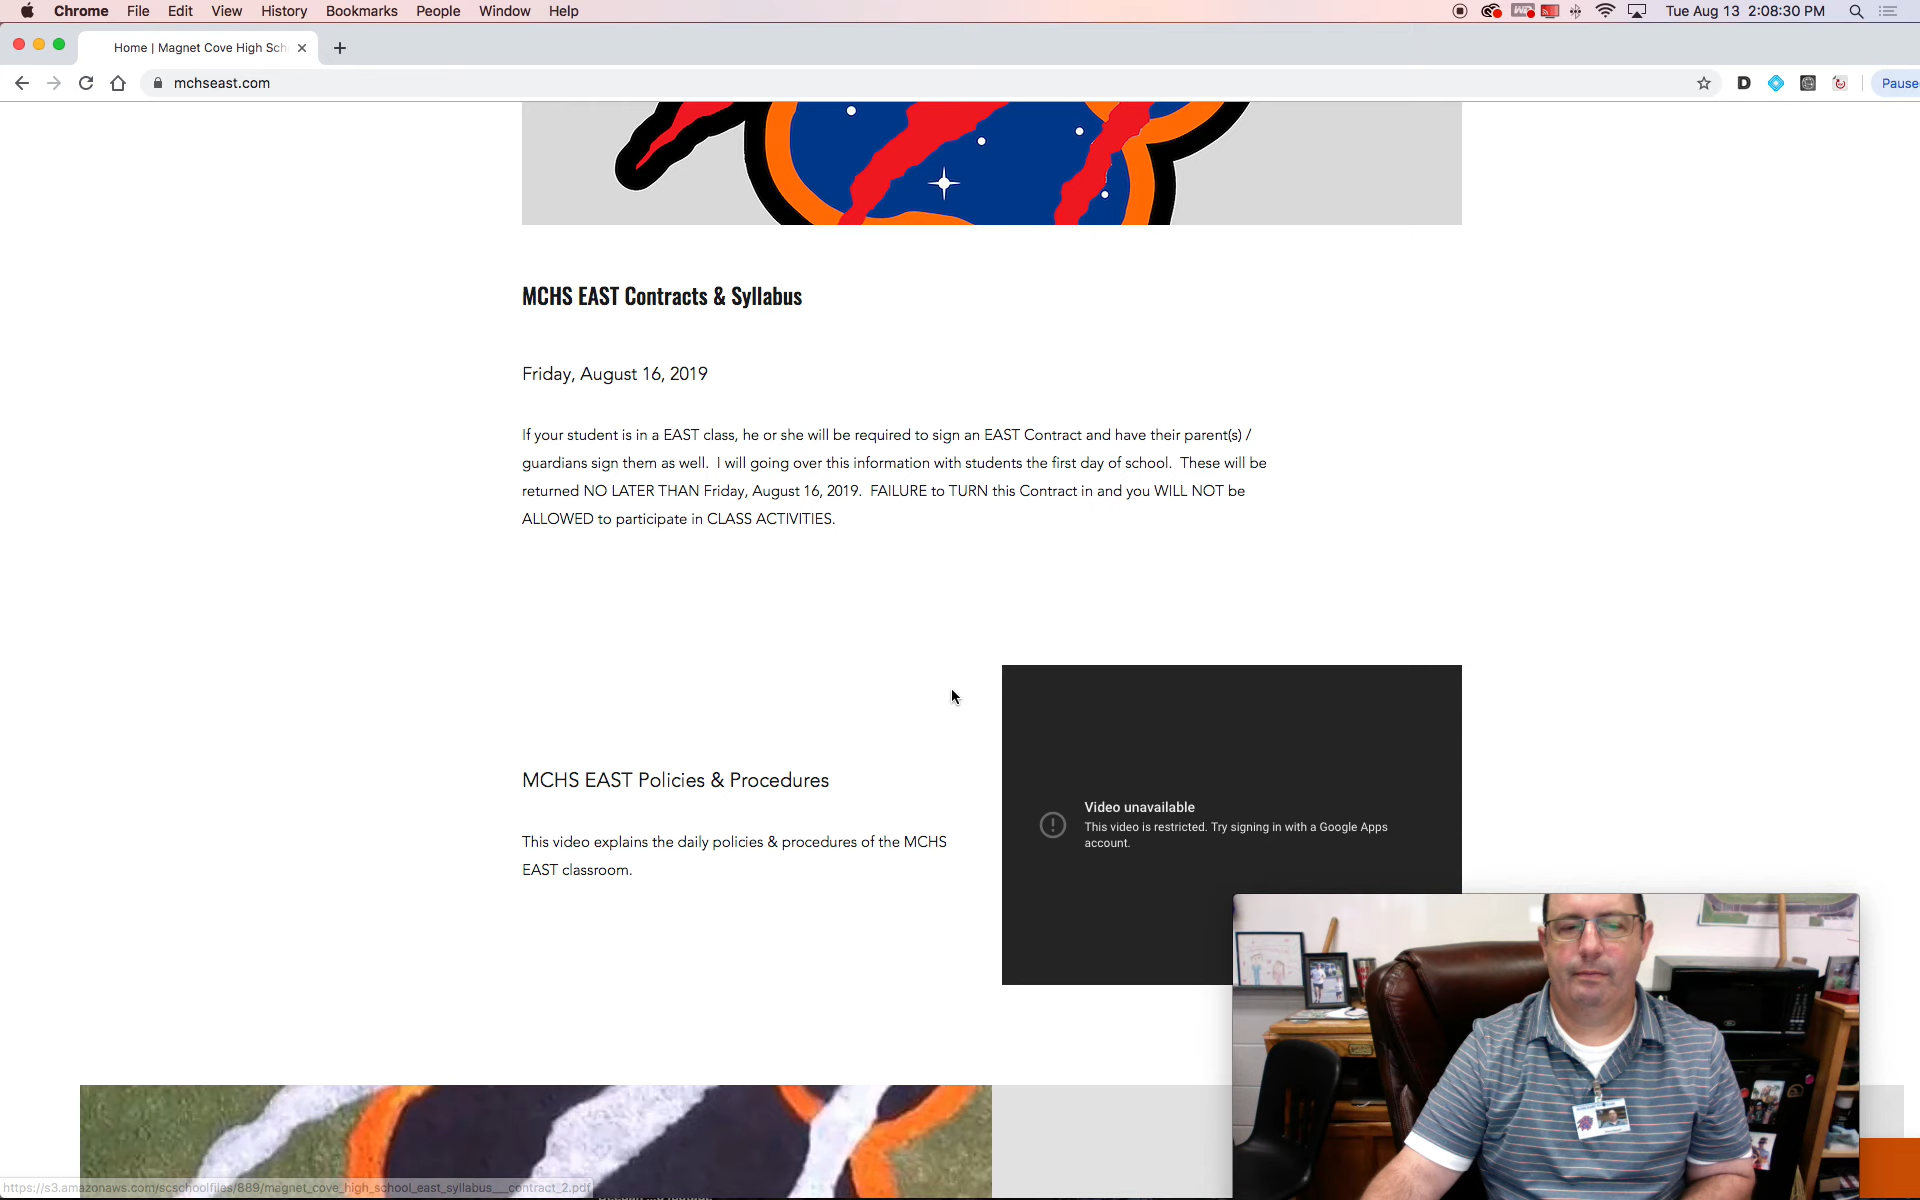 Chrome File Edit View History Bookmarks People Window Help
Tue Aug 13 2:08:30 PM
Home | Magnet Cove High Sch
mchseast.com
Pause
MCHS EAST Contracts & Syllabus
Friday, August 16, 2019
If your student is in a EAST class, he or she will be required to sign an EAST Contract and have their parent(s) /
guardians sign them as well. I will going over this information with students the first day of school. These will be
returned NO LATER THAN Friday, August 16, 2019. FAILURE to TURN this Contract in and you WILL NOT be
ALLOWED to participate in CLASS ACTIVITIES.
MCHS EAST Policies & Procedures
This video explains the daily policies & procedures of the MCHS
EAST classroom.
Video unavailable
This video is restricted. Try signing in with a Google Apps
account.
https://s3.amazonaws.com/scschoolfiles/889/magnet_cove_high_school_east_syllabus___contract_2.pdf